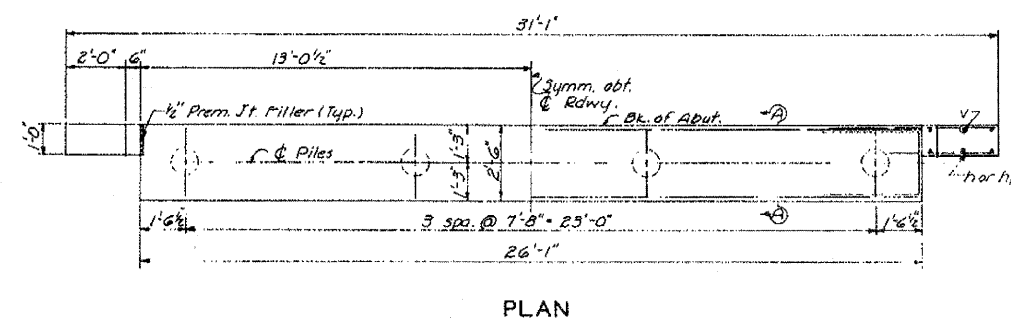 31'-1"
2'-0" 6" 13'-0½"
Symm. abt.
℄ Rdwy.
½" Prem. Jt. Filler (Typ.)
Bk. of Abut.
A
V7
1'-0"
℄ Piles
1'-3"
1'-3"
2'-6"
h or h,
1'-6½" 3 spa. @ 7'-8" = 23'-0" 1'-6½"
A
26'-1"
PLAN